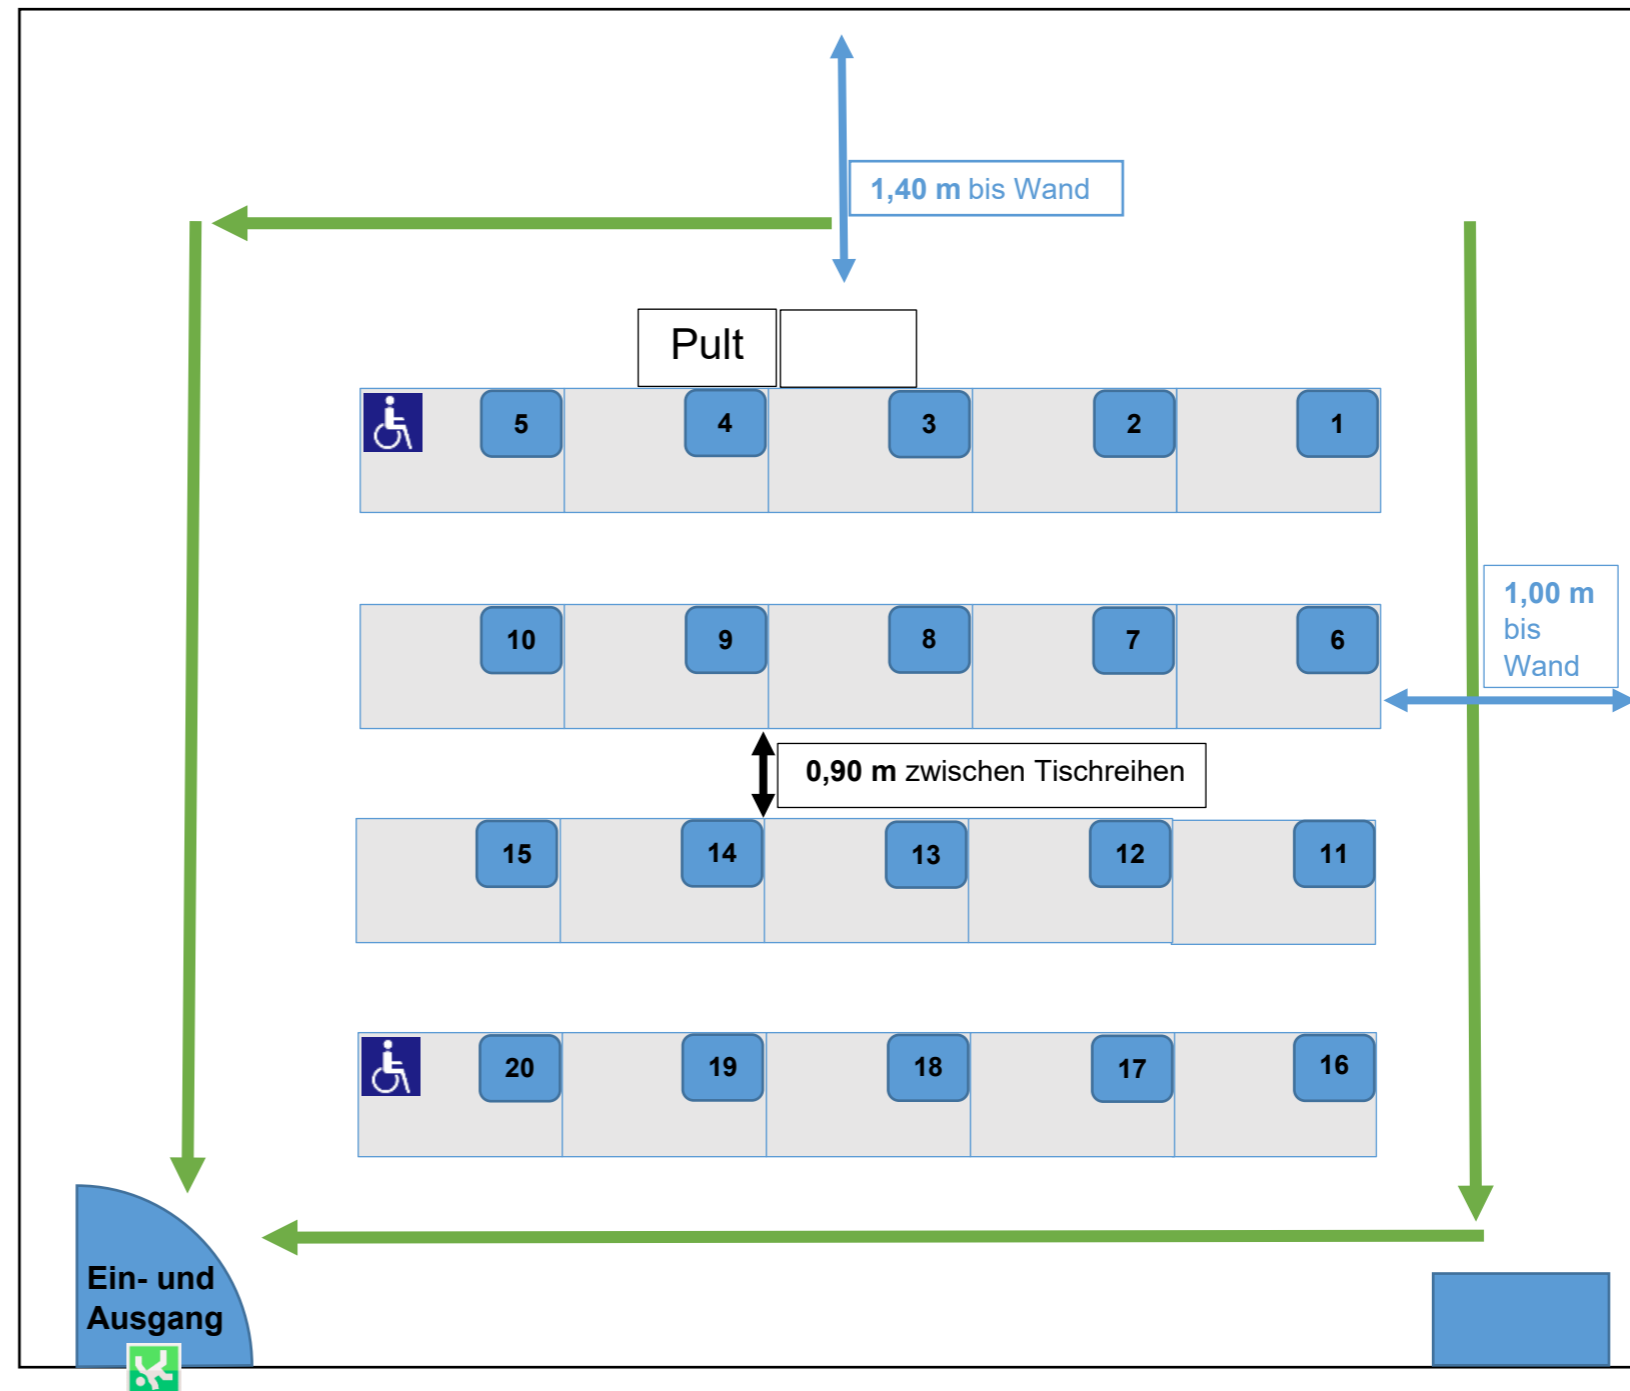 1,40 m bis Wand
Pult
5 4 3 2 1
1,00 m
bis
Wand
10 9 8 7 6
0,90 m zwischen Tischreihen
15 14 13 12 11
20 19 18 17 16
Ein- und
Ausgang